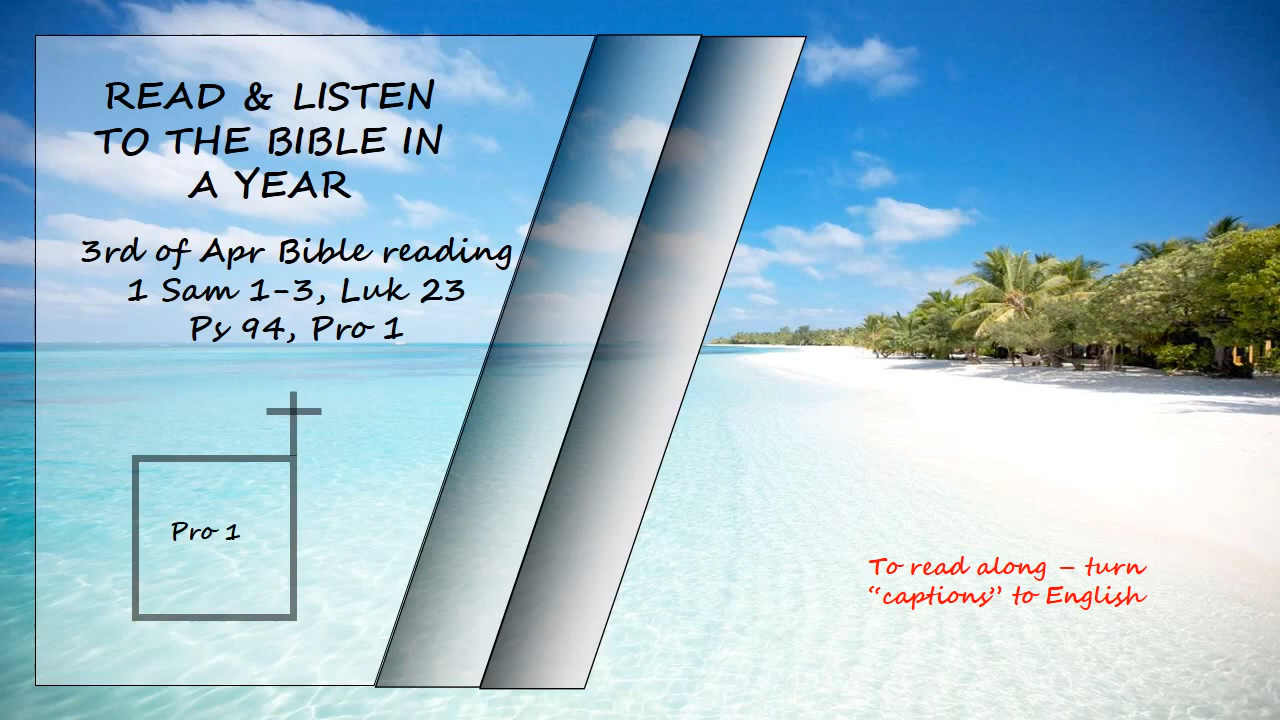 READ & LISTEN
TO THE BIBLE IN
A YEAR
3rd of Apr Bible reading
1 Sam 1-3, Luk 23
Ps 94, Pro 1
Pro 1
To read along – turn
“captions” to English